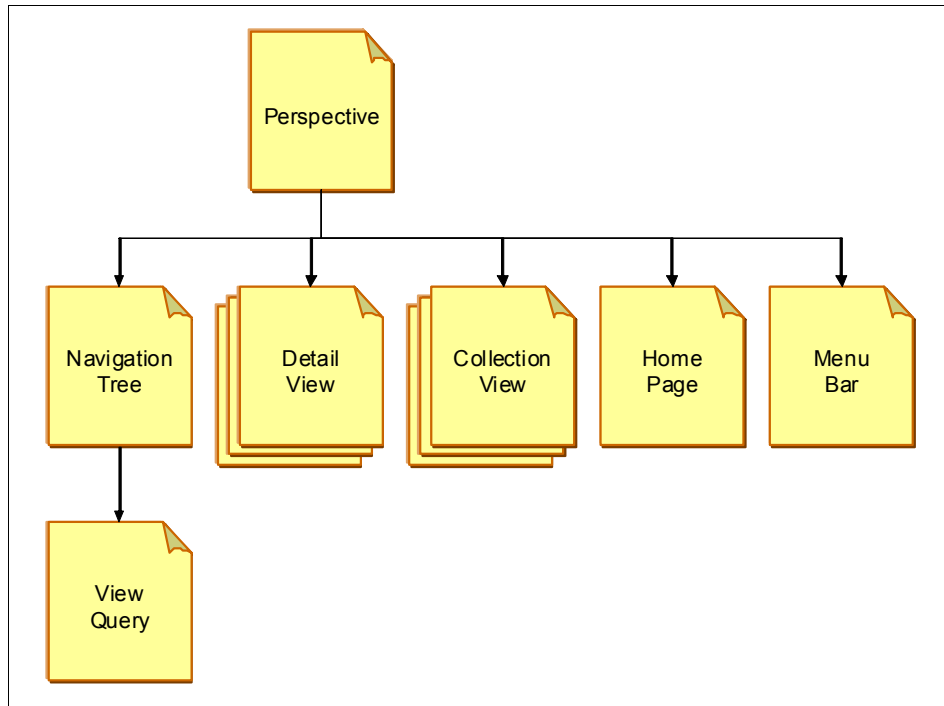 Perspective
Navigation
Tree
Detail
View
Collection
View
Home
Page
Menu
Bar
View
Query